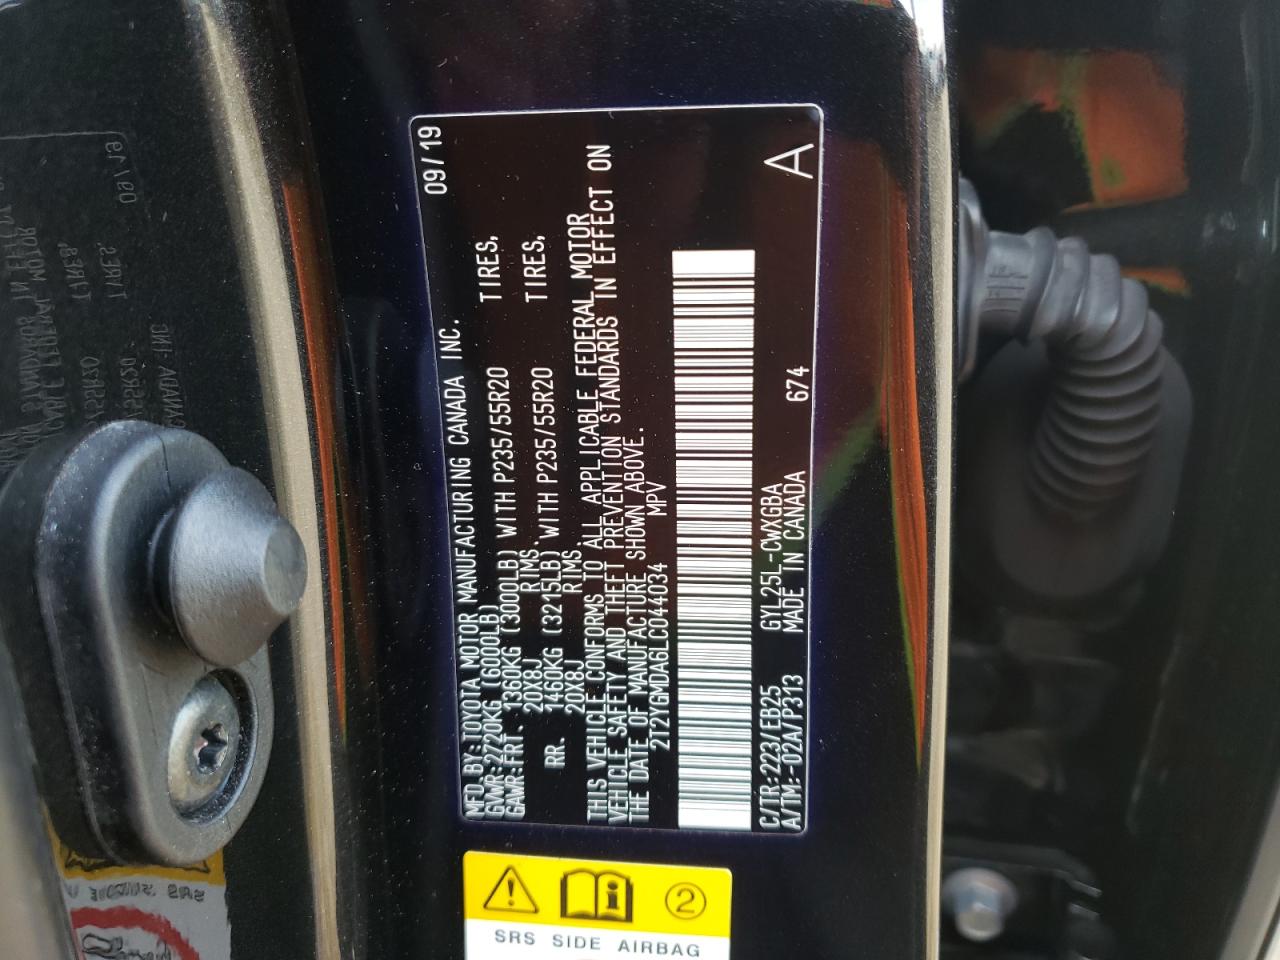 MFD.BY:TOYOTA MOTOR MANUFACTURING CANADA INC. 09/19
GVWR:2720KG (6000LB)
GAWR:FRT. 1360KG (3000LB) WITH P235/55R20 TIRES,
20X8J RIMS.
RR. 1460KG (3215LB) WITH P235/55R20 TIRES,
20X8J RIMS.
THIS VEHICLE CONFORMS TO ALL APPLICABLE FEDERAL MOTOR
VEHICLE SAFETY AND THEFT PREVENTION STANDARDS IN EFFECT ON
THE DATE OF MANUFACTURE SHOWN ABOVE.
2T2YGMDA6LC044034 MPV
C/TR:223/EB25 GYL25L-CWXGBA
A/TM:-02A/P313 MADE IN CANADA 674 A
2
SRS SIDE AIRBAG